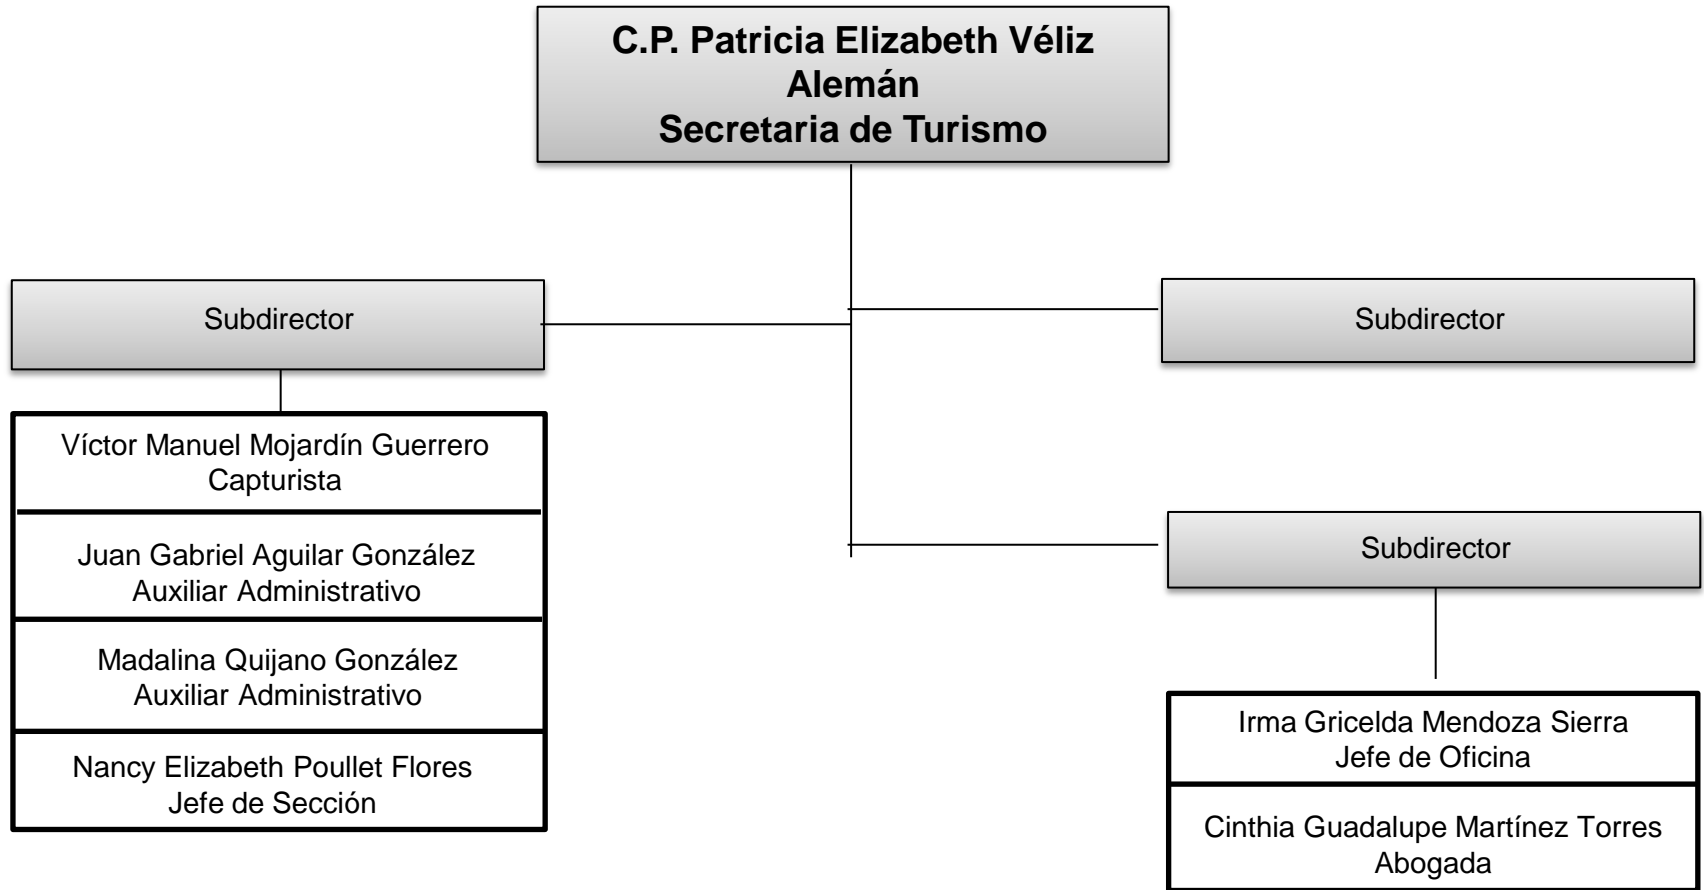 C.P. Patricia Elizabeth Véliz
Alemán
Secretaria de Turismo
Subdirector
Subdirector
Víctor Manuel Mojardín Guerrero
Capturista
Juan Gabriel Aguilar González
Auxiliar Administrativo
Madalina Quijano González
Auxiliar Administrativo
Nancy Elizabeth Poullet Flores
Jefe de Sección
Subdirector
Irma Gricelda Mendoza Sierra
Jefe de Oficina
Cinthia Guadalupe Martínez Torres
Abogada